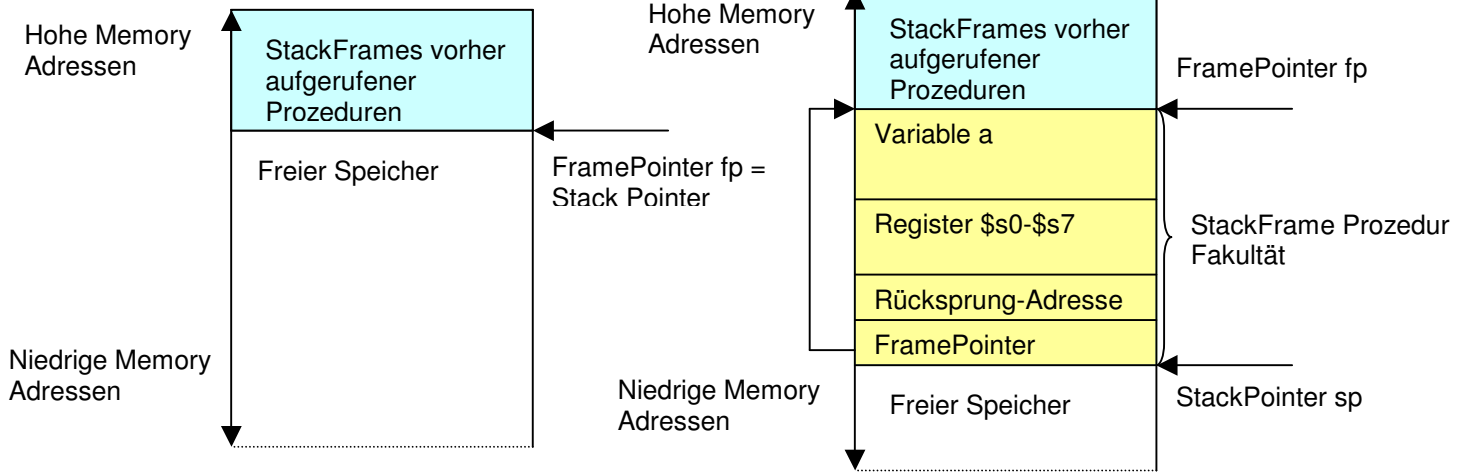 Hohe Memory
Adressen
StackFrames vorher
aufgerufener
Prozeduren
Freier Speicher
FramePointer fp =
Stack Pointer
Niedrige Memory
Adressen
Hohe Memory
Adressen
StackFrames vorher
aufgerufener
Prozeduren
FramePointer fp
Variable a
Register $s0-$s7
StackFrame Prozedur
Fakultät
Rücksprung-Adresse
FramePointer
Niedrige Memory
Adressen
Freier Speicher
StackPointer sp